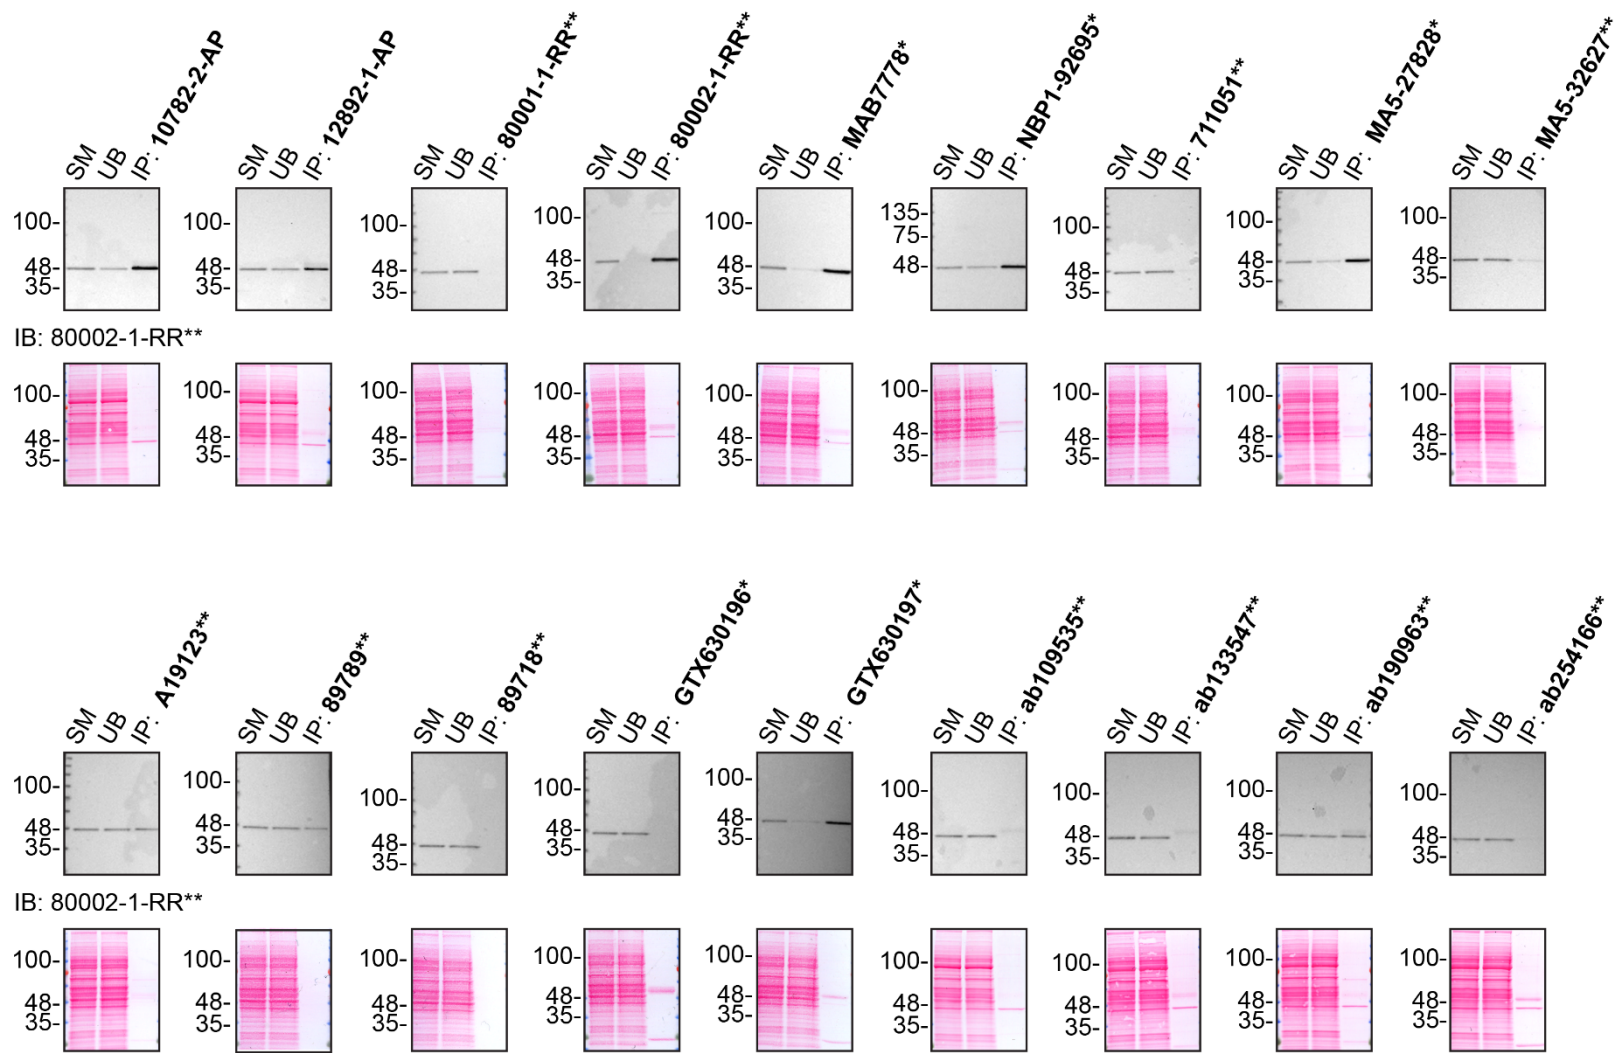 SM UB IP: 10782-2-AP
SM UB IP: 12892-1-AP
SM UB IP: 80001-1-RR**
SM UB IP: 80002-1-RR**
SM UB IP: MAB7778*
SM UB IP: NBP1-92695*
SM UB IP: 711051**
SM UB IP: MA5-27828*
SM UB IP: MA5-32627**
100- 100- 100- 100- 100- 135- 100- 100- 100-
75-
48- 48- 48- 48- 48- 48- 48- 48- 48-
35- 35- 35- 35- 35- 35- 35- 35-
IB: 80002-1-RR**
100- 100- 100- 100- 100- 100- 100- 100- 100-
48- 48- 48- 48- 48- 48- 48- 48- 48-
35- 35- 35- 35- 35- 35- 35- 35- 35-
SM UB IP: A19123**
SM UB IP: 89789**
SM UB IP: 89718**
SM UB IP: GTX630196*
SM UB IP: GTX630197*
SM UB IP: ab109535**
SM UB IP: ab133547**
SM UB IP: ab190963**
SM UB IP: ab254166**
100- 100- 100- 100- 100- 100- 100- 100- 100-
48- 48- 48- 48- 48- 48- 48- 48- 48-
35- 35- 35- 35- 35- 35- 35- 35- 35-
IB: 80002-1-RR**
100- 100- 100- 100- 100- 100- 100- 100- 100-
48- 48- 48- 48- 48- 48- 48- 48- 48-
35- 35- 35- 35- 35- 35- 35- 35- 35-